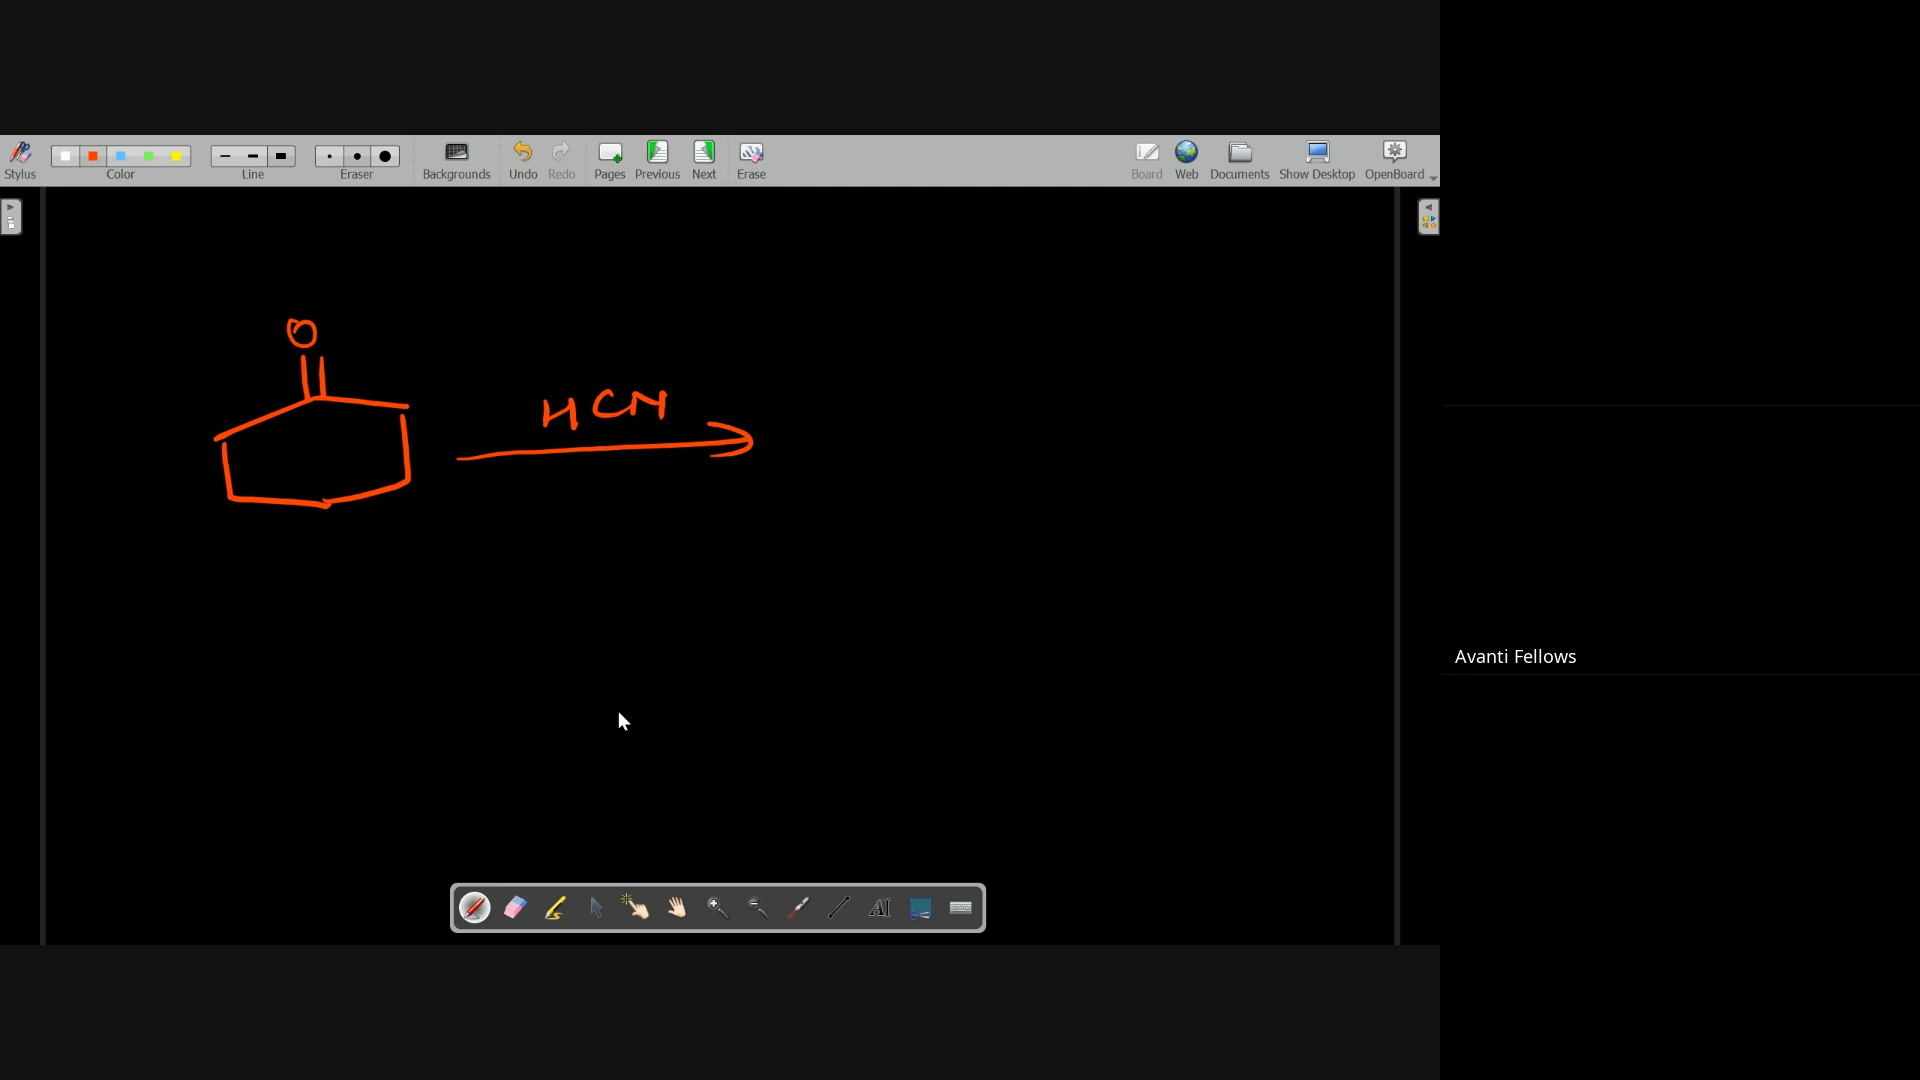 Stylus Color Line Eraser Backgrounds Undo Redo Pages Previous Next Erase Board Web Documents Show Desktop OpenBoard
O
HCN
Avanti Fellows
AI